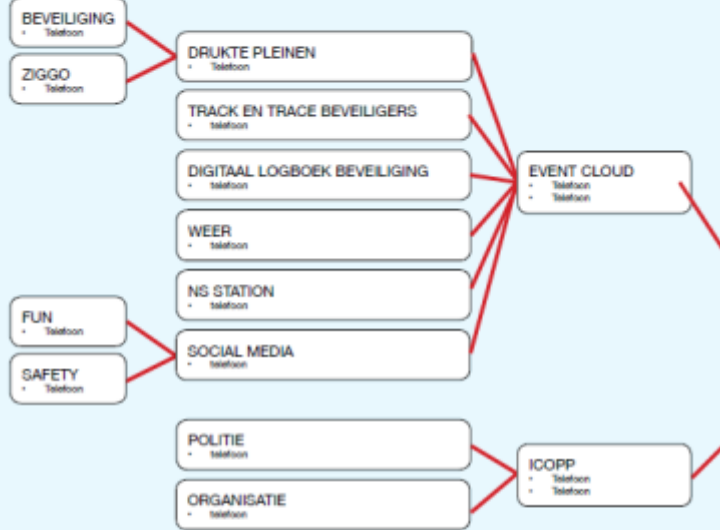 BEVEILIGING
• Telefoon
ZIGGO
• Telefoon
DRUKTE PLEINEN
• Telefoon
TRACK EN TRACE BEVEILIGERS
• telefoon
DIGITAAL LOGBOEK BEVEILIGING
• telefoon
WEER
• telefoon
NS STATION
• telefoon
FUN
• Telefoon
SAFETY
• Telefoon
SOCIAL MEDIA
• telefoon
EVENT CLOUD
• Telefoon
• Telefoon
POLITIE
• telefoon
ORGANISATIE
• telefoon
ICOPP
• Telefoon
• Telefoon